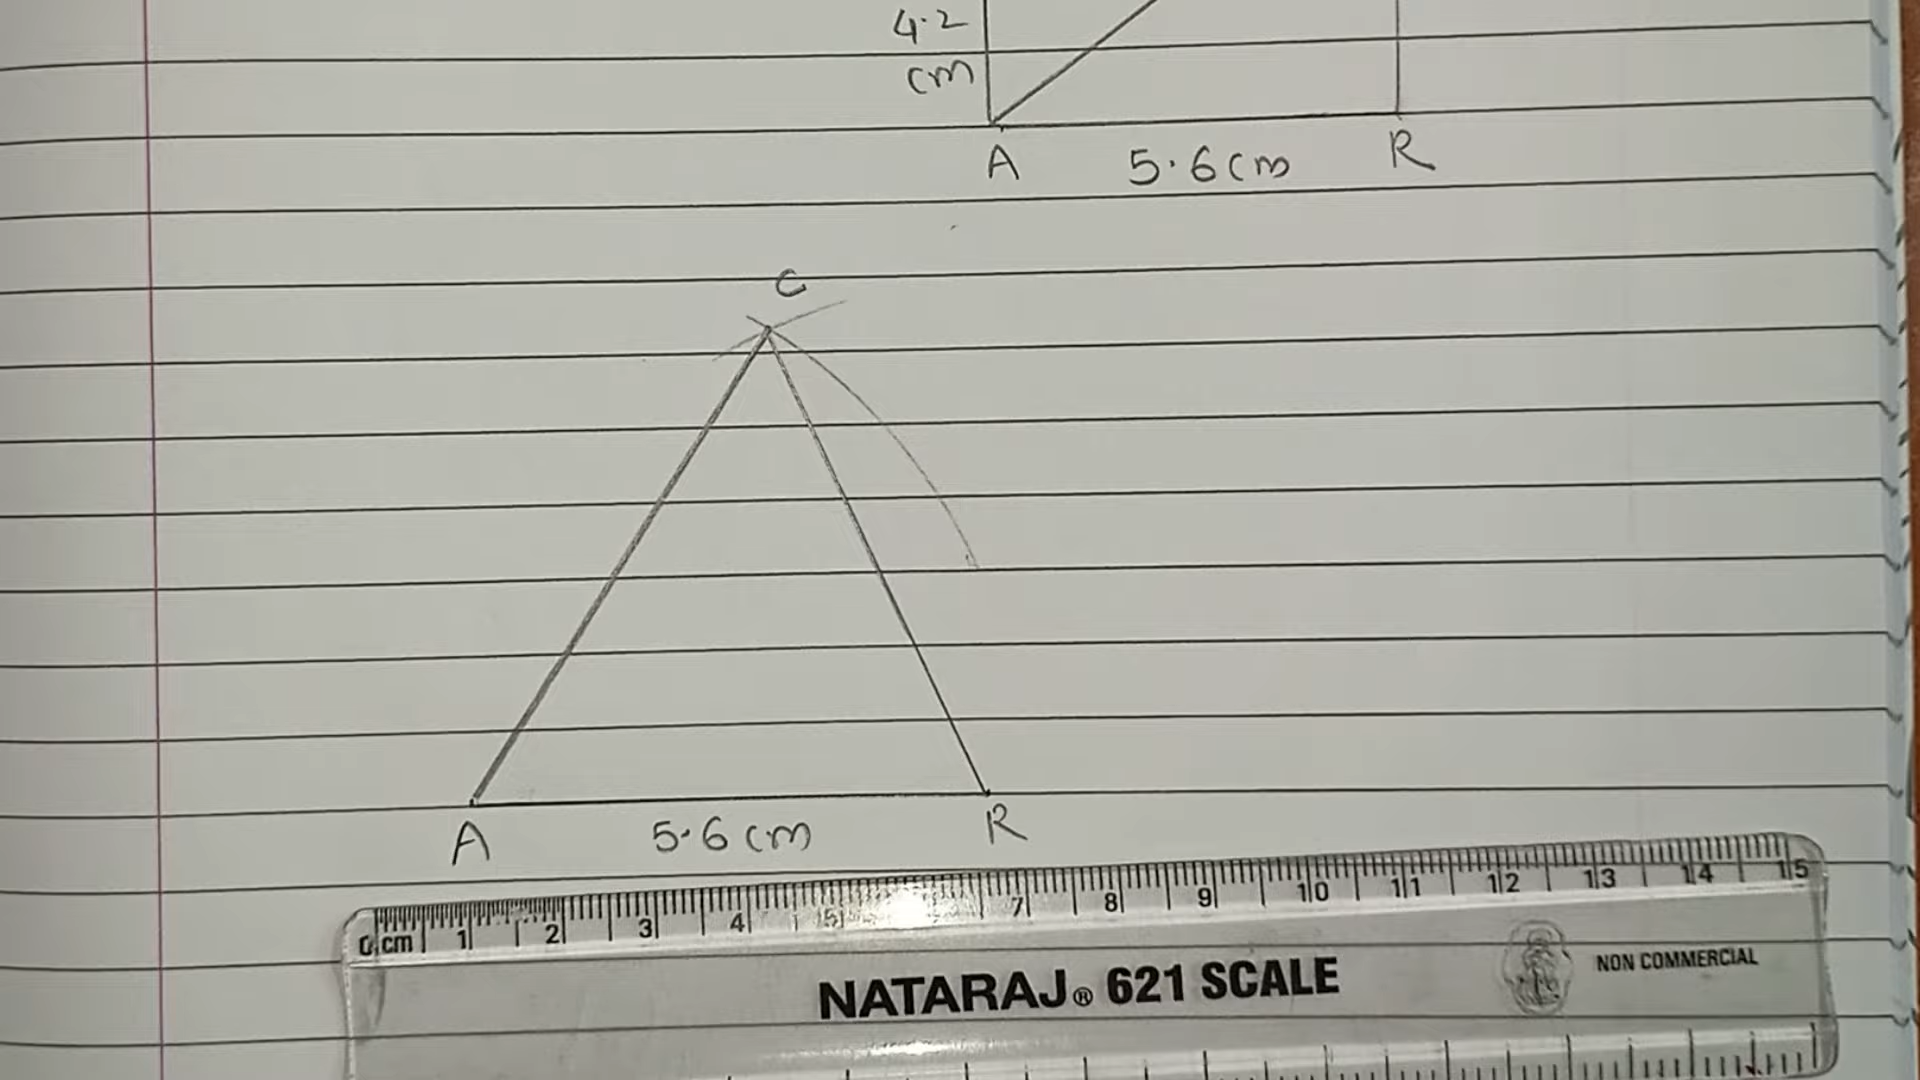 4.2
cm
A 5.6 cm R
C
A 5.6 cm R
0 cm 1 2 3 4 5 7 8 9 10 11 12 13 14 15
NATARAJ® 621 SCALE NON COMMERCIAL